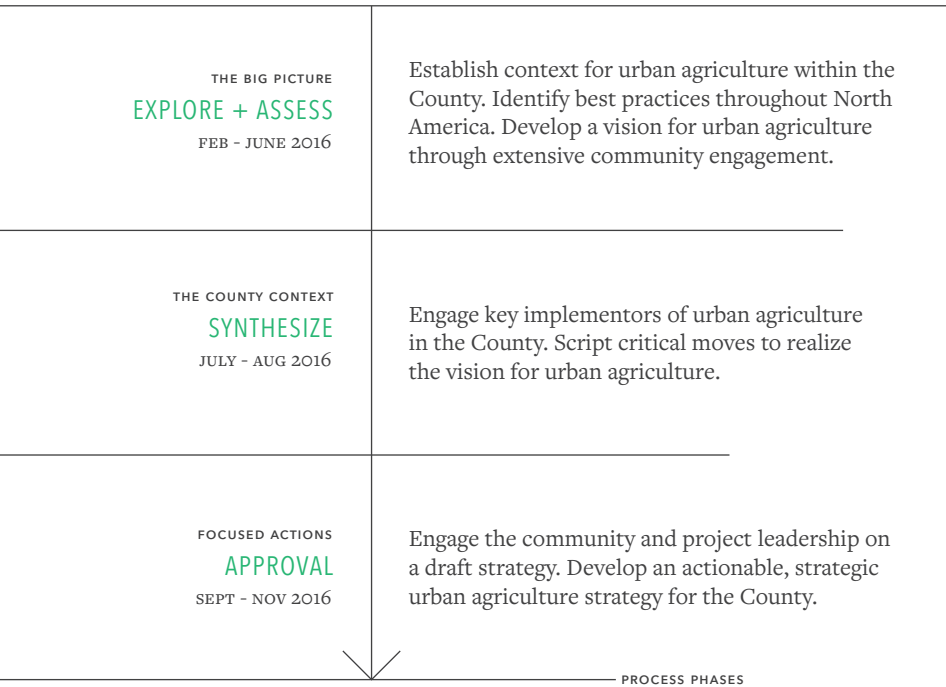 THE BIG PICTURE
EXPLORE + ASSESS
FEB - JUNE 2016
Establish context for urban agriculture within the
County. Identify best practices throughout North
America. Develop a vision for urban agriculture
through extensive community engagement.
THE COUNTY CONTEXT
SYNTHESIZE
JULY - AUG 2016
Engage key implementors of urban agriculture
in the County. Script critical moves to realize
the vision for urban agriculture.
FOCUSED ACTIONS
APPROVAL
SEPT - NOV 2016
Engage the community and project leadership on
a draft strategy. Develop an actionable, strategic
urban agriculture strategy for the County.
PROCESS PHASES